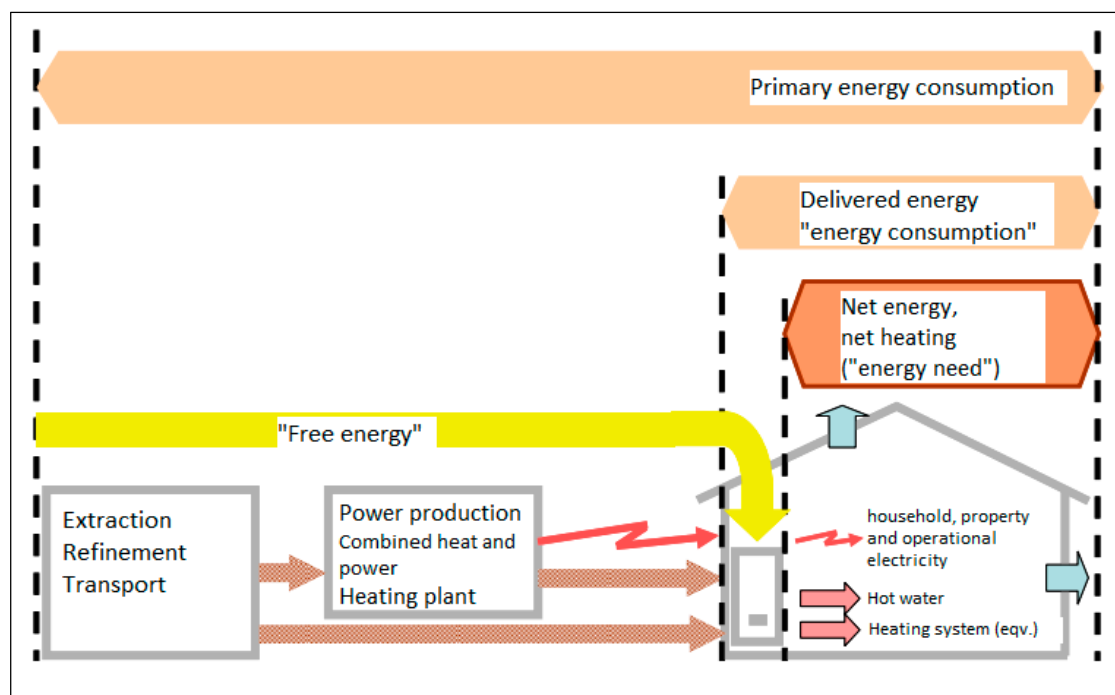 Primary energy consumption
Delivered energy
"energy consumption"
Net energy,
net heating
("energy need")
"Free energy"
Extraction
Refinement
Transport
Power production
Combined heat and
power
Heating plant
household, property
and operational
electricity
Hot water
Heating system (eqv.)